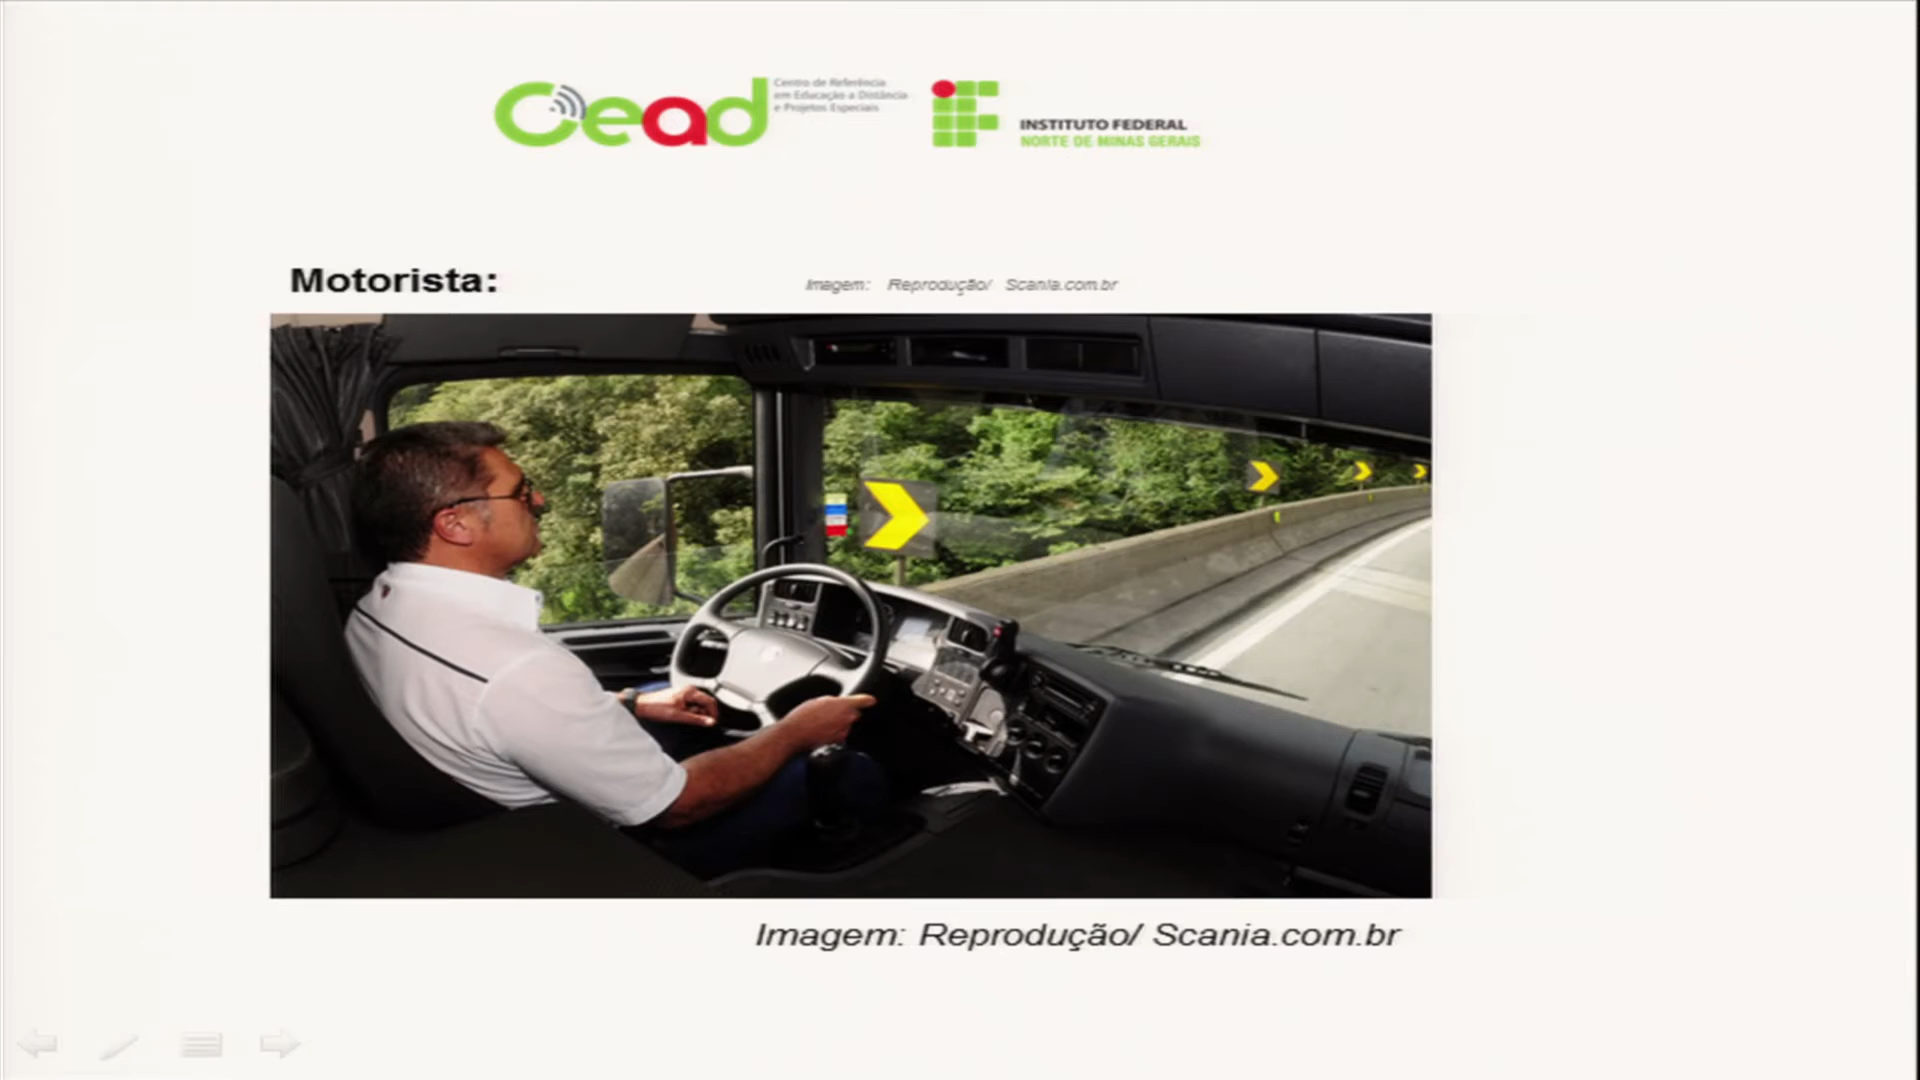 Cead
Centro de Referência
em Educação a Distância
e Projetos Especiais
INSTITUTO FEDERAL
NORTE DE MINAS GERAIS
Motorista:
Imagem: Reprodução/ Scania.com.br
Imagem: Reprodução/ Scania.com.br